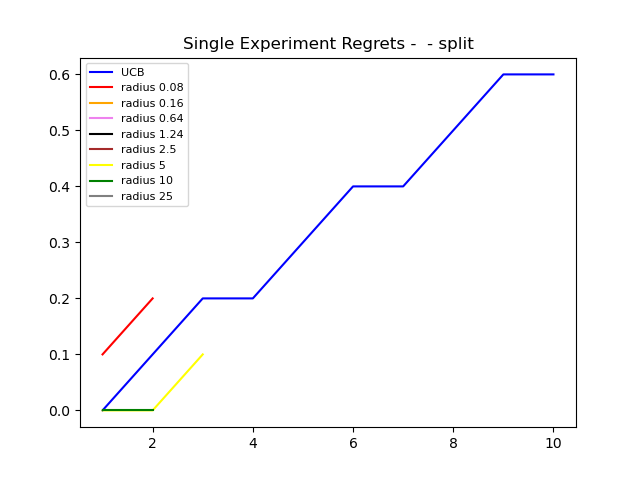 Single Experiment Regrets -  - split
UCB
radius 0.08
radius 0.16
radius 0.64
radius 1.24
radius 2.5
radius 5
radius 10
radius 25
0.6
0.5
0.4
0.3
0.2
0.1
0.0
2 4 6 8 10